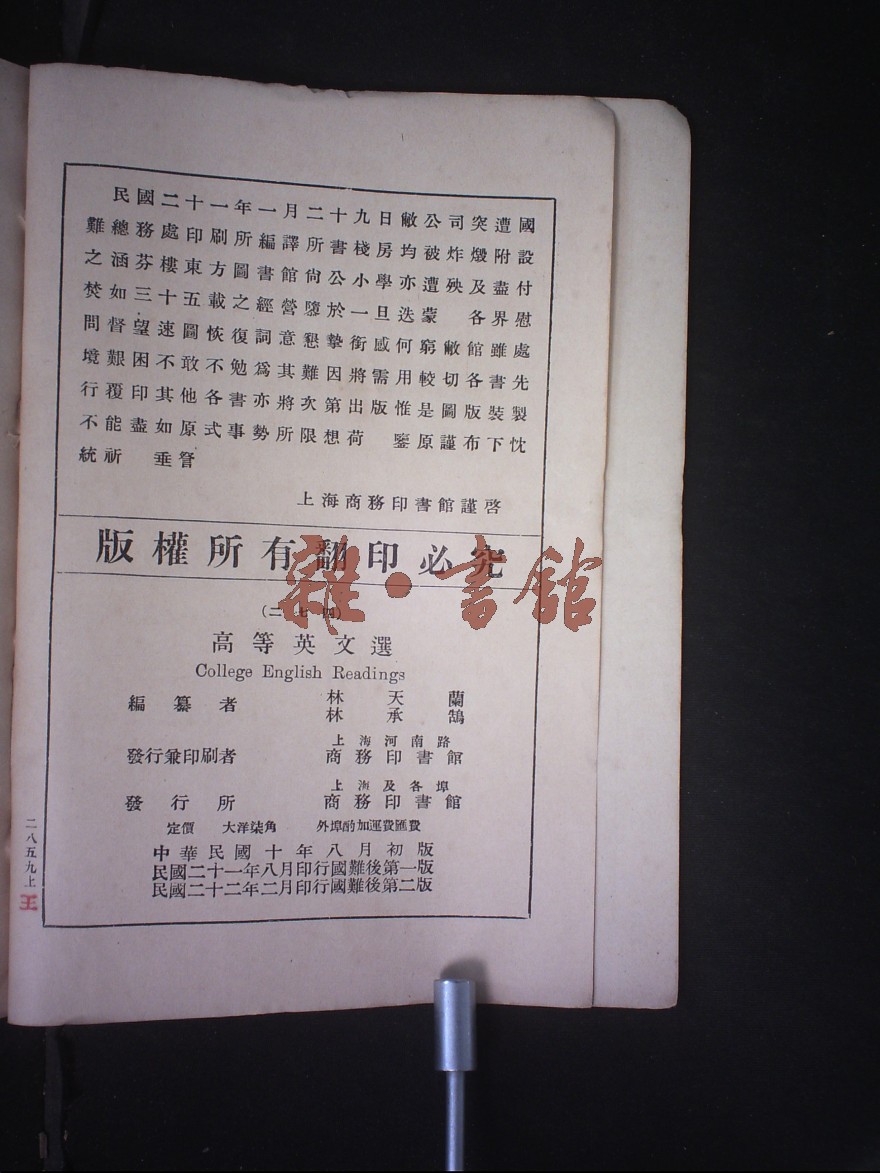 民國二十一年一月二十九日敝公司突遭國
難總務處印刷所編譯所書棧房均被炸燬附設
之涵芬樓東方圖書館尙公小學亦遭殃及盡付
焚如三十五載之經營隳於一旦迭蒙 各界慰
問督望速圖恢復詞意懇摯銜感何窮敝館雖處
境艱困不敢不勉爲其難因將需用較切各書先
行覆印其他各書亦將次第出版惟是圖版裝製
不能盡如原式事勢所限想荷 鑒原謹布下忱
統祈 垂詧
上海商務印書館謹啓
版權所有翻印必究
雜·書館
(二七四)
高等英文選
College English Readings
編纂者 林天蘭
林承鵠
發行兼印刷者 上海河南路
商務印書館
發行所 上海及各埠
商務印書館
定價 大洋柒角 外埠酌加運費匯費
中華民國十年八月初版
民國二十一年八月印行國難後第一版
民國二十二年二月印行國難後第二版
二八五九上
王